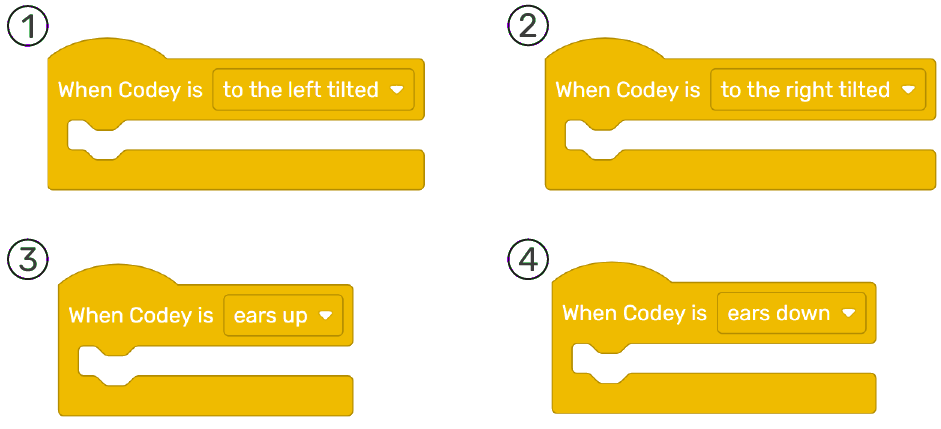 1
When Codey is to the left tilted
2
When Codey is to the right tilted
3
When Codey is ears up
4
When Codey is ears down